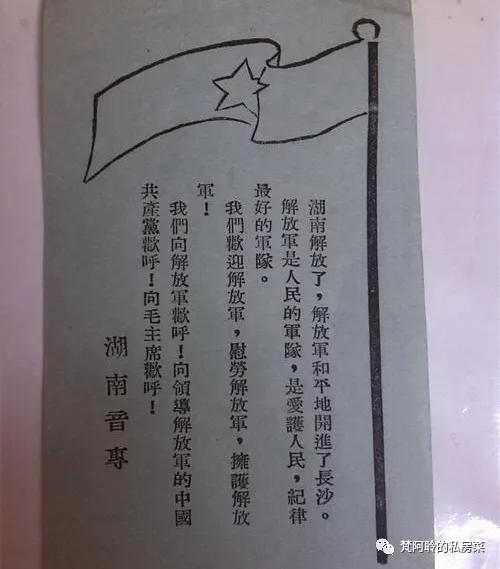 湖南解放了，解放軍和平地開進了長沙。
解放軍是人民的軍隊，是愛護人民，紀律
最好的軍隊。
我們歡迎解放軍，慰勞解放軍，擁護解放
軍！
我們向解放軍歡呼！向領導解放軍的中國
共產黨歡呼！向毛主席歡呼！
湖南音專
梵阿聆的私房菜